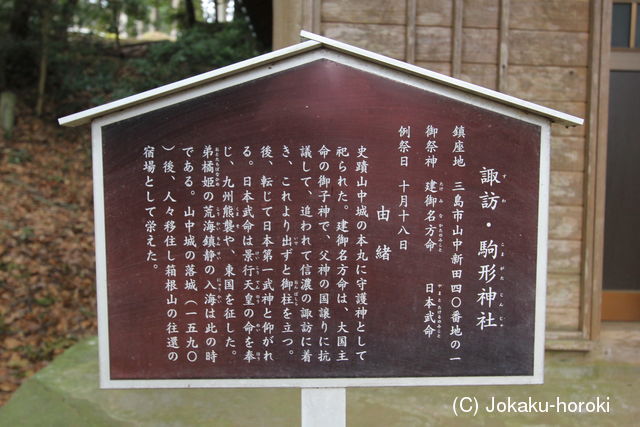 諏訪・駒形神社
鎮座地 三島市山中新田四〇番地の一
御祭神 建御名方命 日本武命
例祭日 十月十八日
由緒
史蹟山中城の本丸に守護神として
祀られた。建御名方命は、大国主
命の御子神で、父神の国譲りに抗
議して、追われて信濃の諏訪に着
き、これより出ずと御柱を立つ。
後、転じて日本第一武神と仰がれ
る。日本武命は景行天皇の命を奉
じ、九州熊襲や、東国を征した。
弟橘姫の荒海鎮静の入海は此の時
である。山中城の落城(一五九〇
)後、人々移住し箱根山の往還の
宿場として栄えた。
(C) Jokaku-horoki